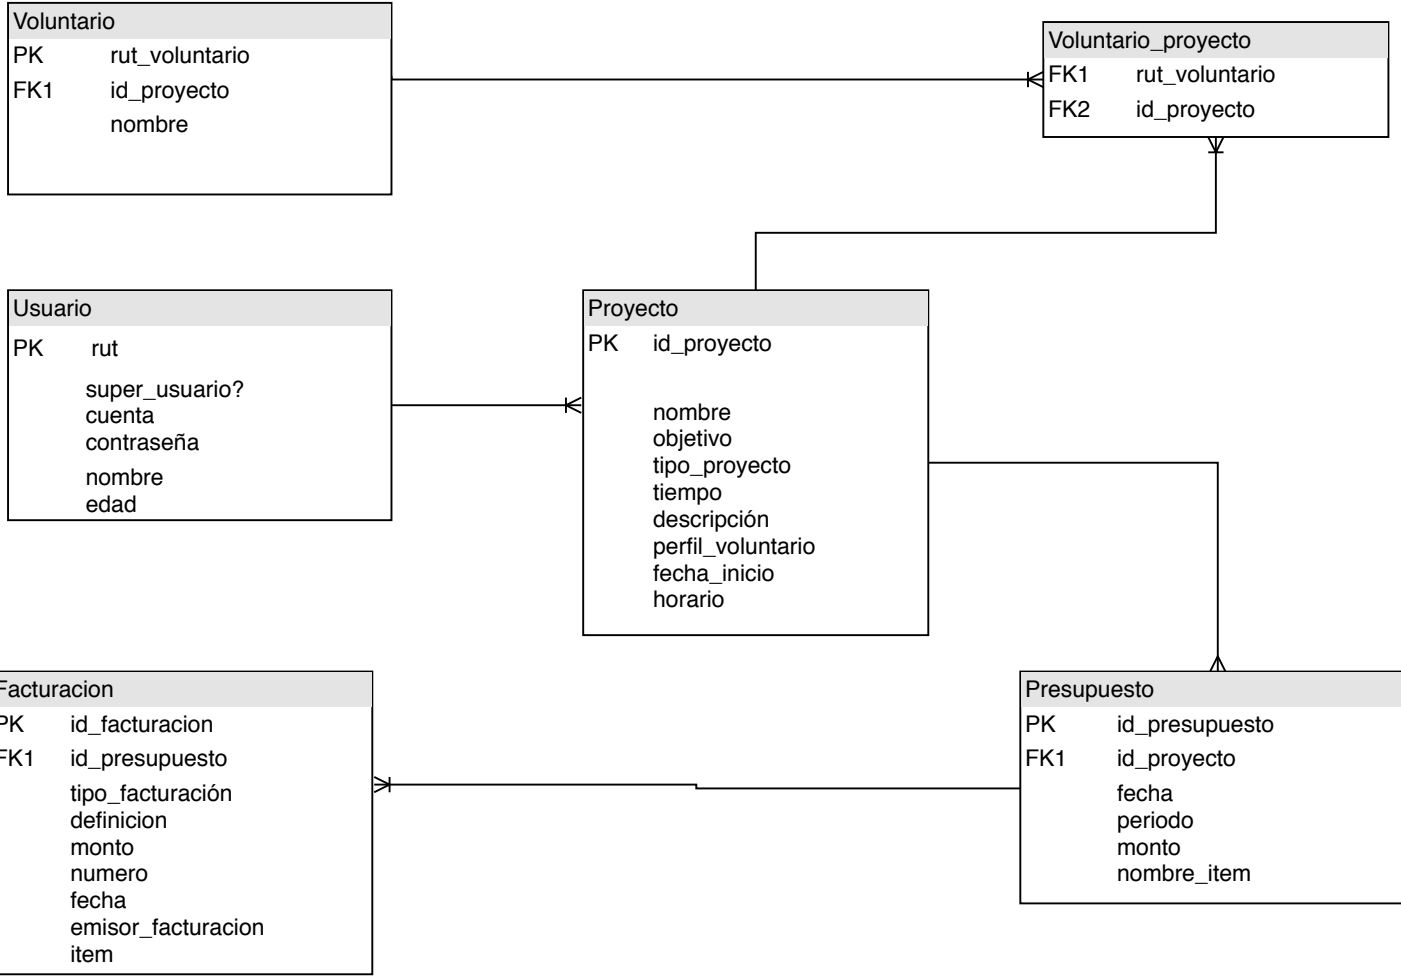 Voluntario
PK rut_voluntario
FK1 id_proyecto
nombre
Voluntario_proyecto
FK1 rut_voluntario
FK2 id_proyecto
Usuario
PK rut
super_usuario?
cuenta
contraseña
nombre
edad
Proyecto
PK id_proyecto
nombre
objetivo
tipo_proyecto
tiempo
descripción
perfil_voluntario
fecha_inicio
horario
Facturacion
PK id_facturacion
FK1 id_presupuesto
tipo_facturación
definicion
monto
numero
fecha
emisor_facturacion
item
Presupuesto
PK id_presupuesto
FK1 id_proyecto
fecha
periodo
monto
nombre_item